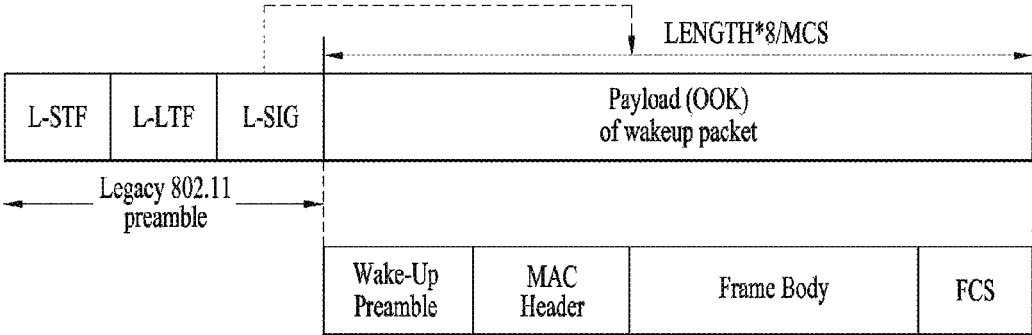 LENGTH*8/MCS
L-STF
L-LTF
L-SIG
Payload (OOK)
of wakeup packet
Legacy 802.11
preamble
Wake-Up
Preamble
MAC
Header
Frame Body
FCS